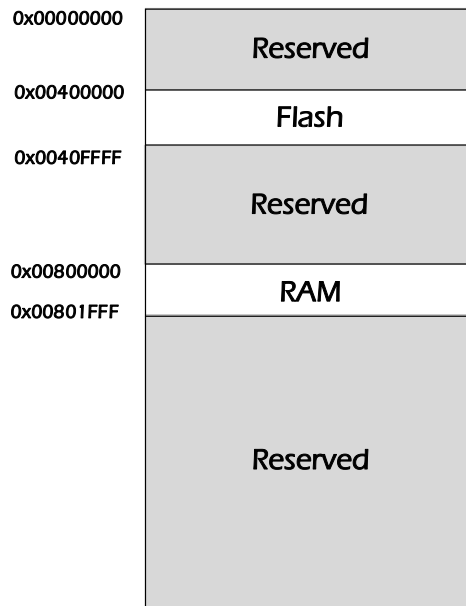 0x00000000
Reserved
0x00400000
Flash
0x0040FFFF
Reserved
0x00800000
RAM
0x00801FFF
Reserved